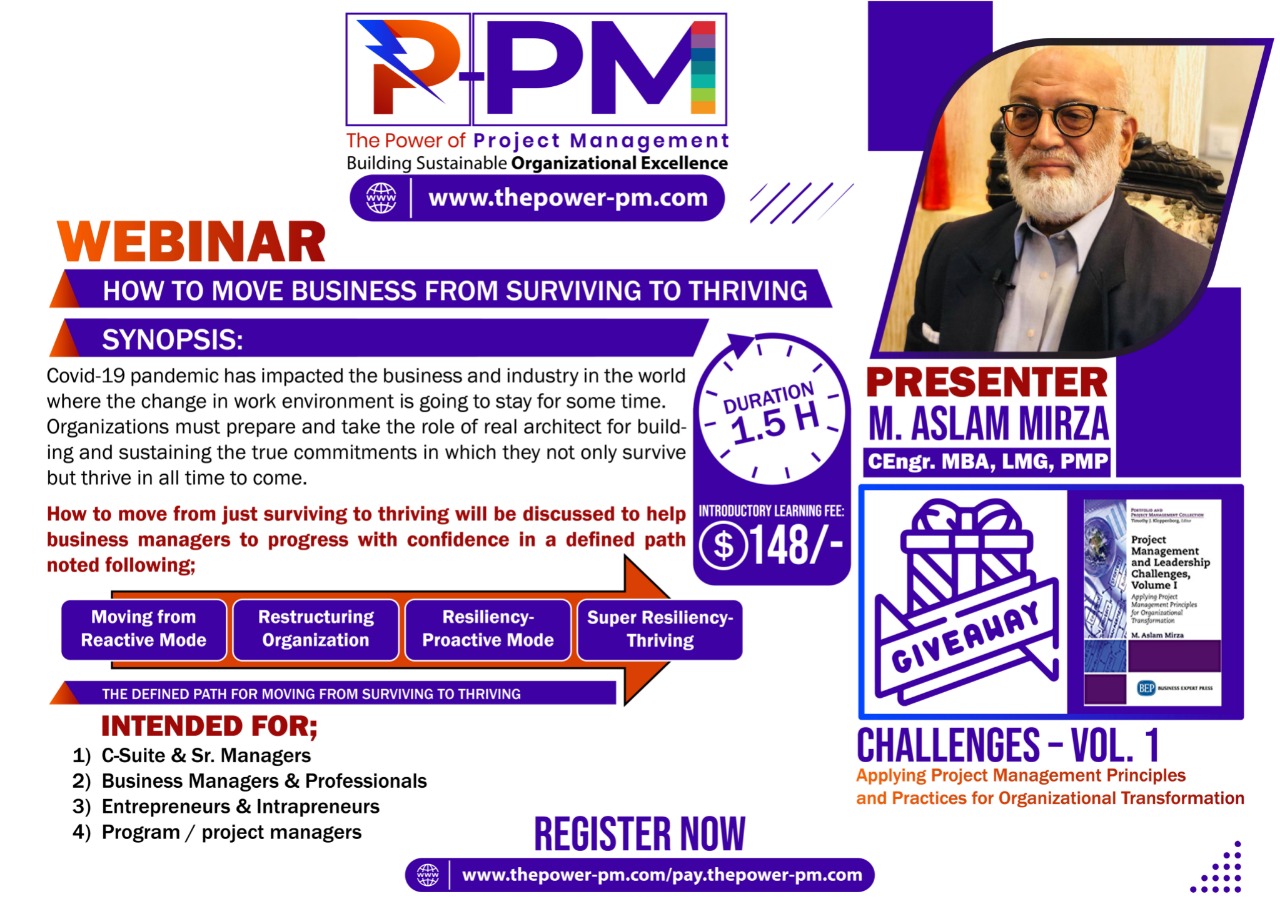 P-PM
The Power of Project Management
Building Sustainable Organizational Excellence
www
www.thepower-pm.com
WEBINAR
HOW TO MOVE BUSINESS FROM SURVIVING TO THRIVING
SYNOPSIS:
Covid-19 pandemic has impacted the business and industry in the world
where the change in work environment is going to stay for some time.
Organizations must prepare and take the role of real architect for build-
ing and sustaining the true commitments in which they not only survive
but thrive in all time to come.
How to move from just surviving to thriving will be discussed to help
business managers to progress with confidence in a defined path
noted following;
DURATION
1.5 H
INTRODUCTORY LEARNING FEE:
$ 148/-
Moving from
Reactive Mode
Restructuring
Organization
Resiliency-
Proactive Mode
Super Resiliency-
Thriving
THE DEFINED PATH FOR MOVING FROM SURVIVING TO THRIVING
INTENDED FOR;
1) C-Suite & Sr. Managers
2) Business Managers & Professionals
3) Entrepreneurs & Intrapreneurs
4) Program / project managers
PRESENTER
M. ASLAM MIRZA
CEngr. MBA, LMG, PMP
GIVEAWAY
PORTFOLIO AND
PROJECT MANAGEMENT COLLECTION
Timothy J. Kloppenborg, Editor
Project
Management
and Leadership
Challenges,
Volume I
Applying Project
Management Principles
for Organizational
Transformation
M. Aslam Mirza
BEP BUSINESS EXPERT PRESS
CHALLENGES – VOL. 1
Applying Project Management Principles
and Practices for Organizational Transformation
REGISTER NOW
www
www.thepower-pm.com/pay.thepower-pm.com